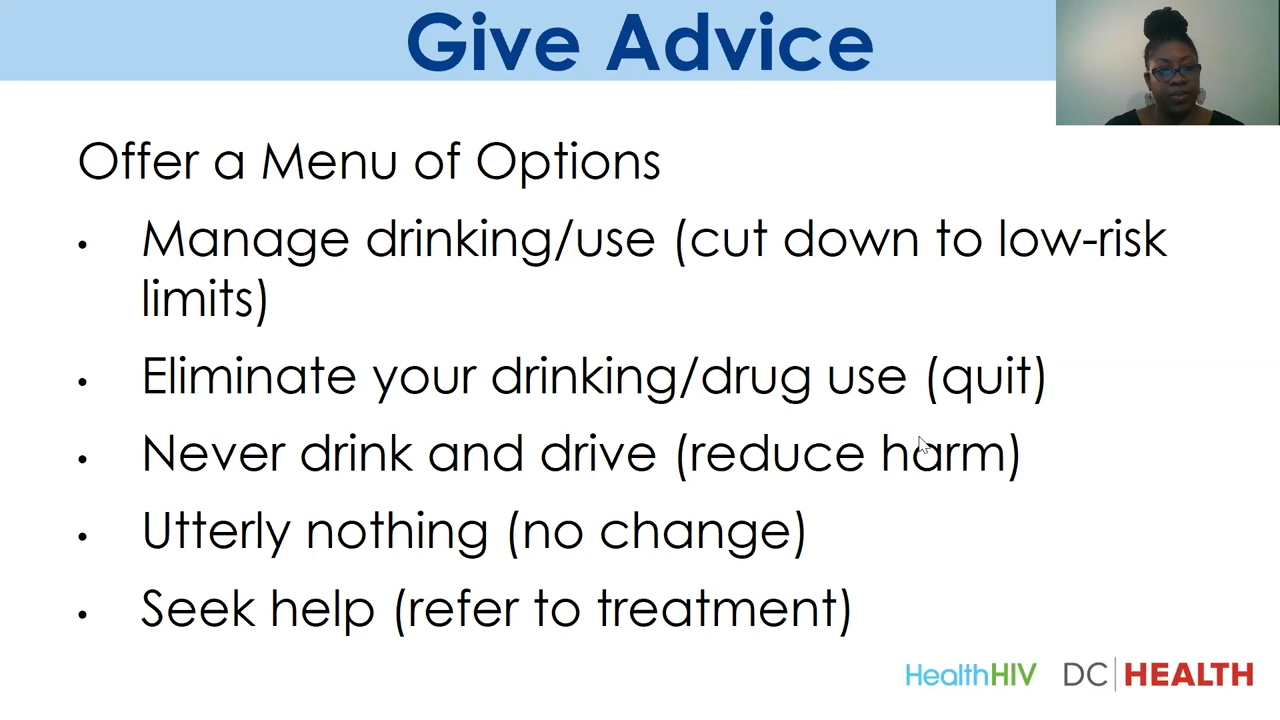 Give Advice
Offer a Menu of Options
• Manage drinking/use (cut down to low-risk
limits)
• Eliminate your drinking/drug use (quit)
• Never drink and drive (reduce harm)
• Utterly nothing (no change)
• Seek help (refer to treatment)
HealthHIV DC|HEALTH